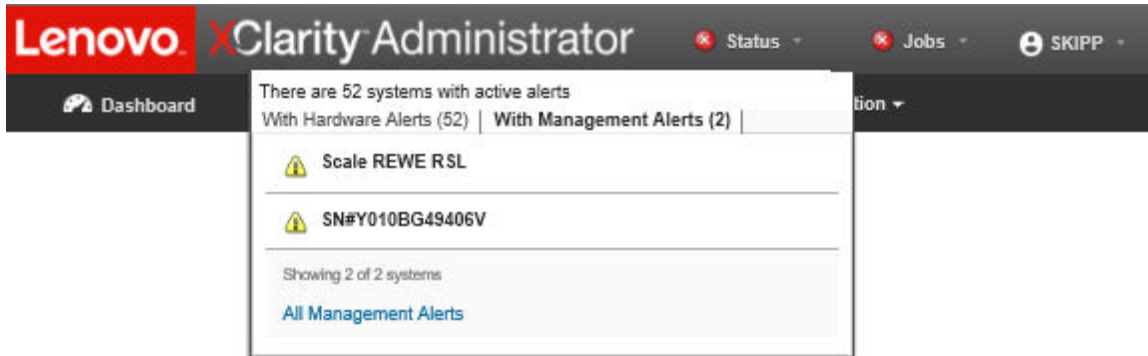 Lenovo. XClarity Administrator Status Jobs SKIPP
Dashboard
There are 52 systems with active alerts
With Hardware Alerts (52) | With Management Alerts (2) |
tion
Scale REWE RSL
SN#Y010BG49406V
Showing 2 of 2 systems
All Management Alerts